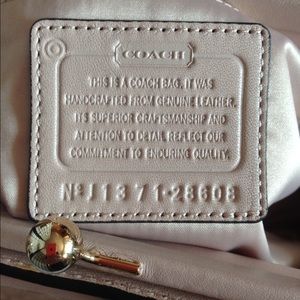 COACH
THIS IS A COACH BAG. IT WAS
HANDCRAFTED FROM GENUINE LEATHER.
ITS SUPERIOR CRAFTSMANSHIP AND
ATTENTION TO DETAIL REFLECT OUR
COMMITMENT TO ENDURING QUALITY.
Nº J1371-28608